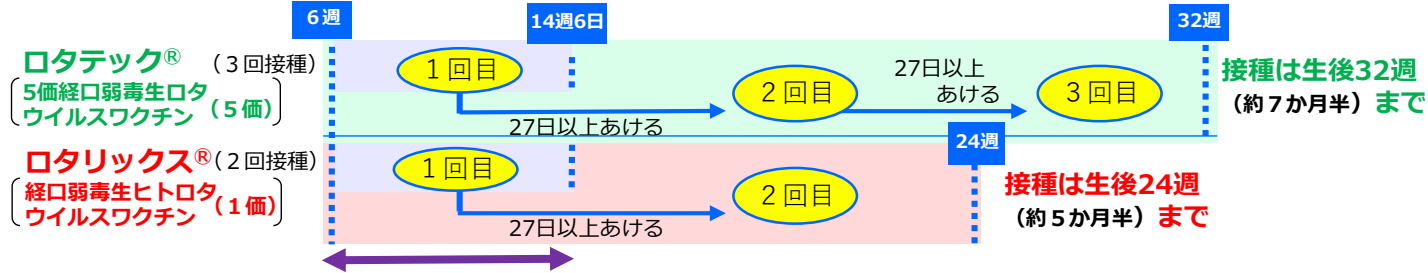 6週
14週6日
32週
ロタテック® (３回接種)
5価経口弱毒生ロタ
ウイルスワクチン
(５価)
１回目
27日以上あける
２回目
27日以上
あける
３回目
接種は生後32週
(約７か月半) まで
ロタリックス®(２回接種)
経口弱毒生ヒトロタ
ウイルスワクチン
(１価)
１回目
27日以上あける
２回目
24週
接種は生後24週
(約５か月半) まで